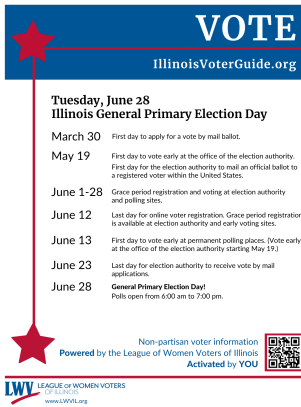 VOTE
IllinoisVoterGuide.org
Tuesday, June 28
Illinois General Primary Election Day
March 30 First day to apply for a vote by mail ballot.
May 19 First day to vote early at the office of the election authority.
First day for the election authority to mail an official ballot to
a registered voter within the United States.
June 1-28 Grace period registration and voting at election authority
and polling sites.
June 12 Last day for online voter registration. Grace period registration
is available at election authority and early voting sites.
June 13 First day to vote early at permanent polling places. (Vote early
at the office of the election authority starting May 19.)
June 23 Last day for election authority to receive vote by mail
applications.
June 28 General Primary Election Day!
Polls open from 6:00 am to 7:00 pm.
Non-partisan voter information
Powered by the League of Women Voters of Illinois
Activated by YOU
LWV LEAGUE OF WOMEN VOTERS
OF ILLINOIS
www.LWVIL.org